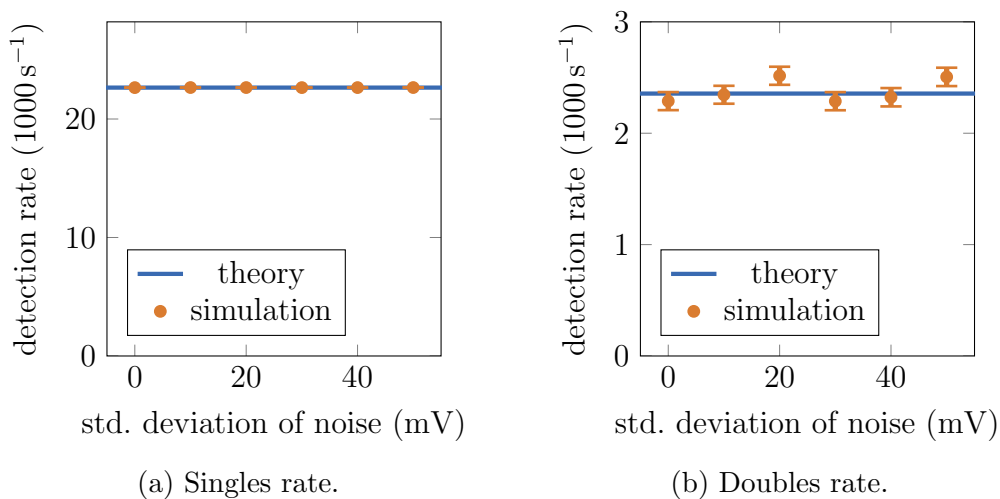 detection rate (1000 s⁻¹)
20
10
0
theory
simulation
0 20 40
std. deviation of noise (mV)
(a) Singles rate.
detection rate (1000 s⁻¹)
3
2
1
0
theory
simulation
0 20 40
std. deviation of noise (mV)
(b) Doubles rate.